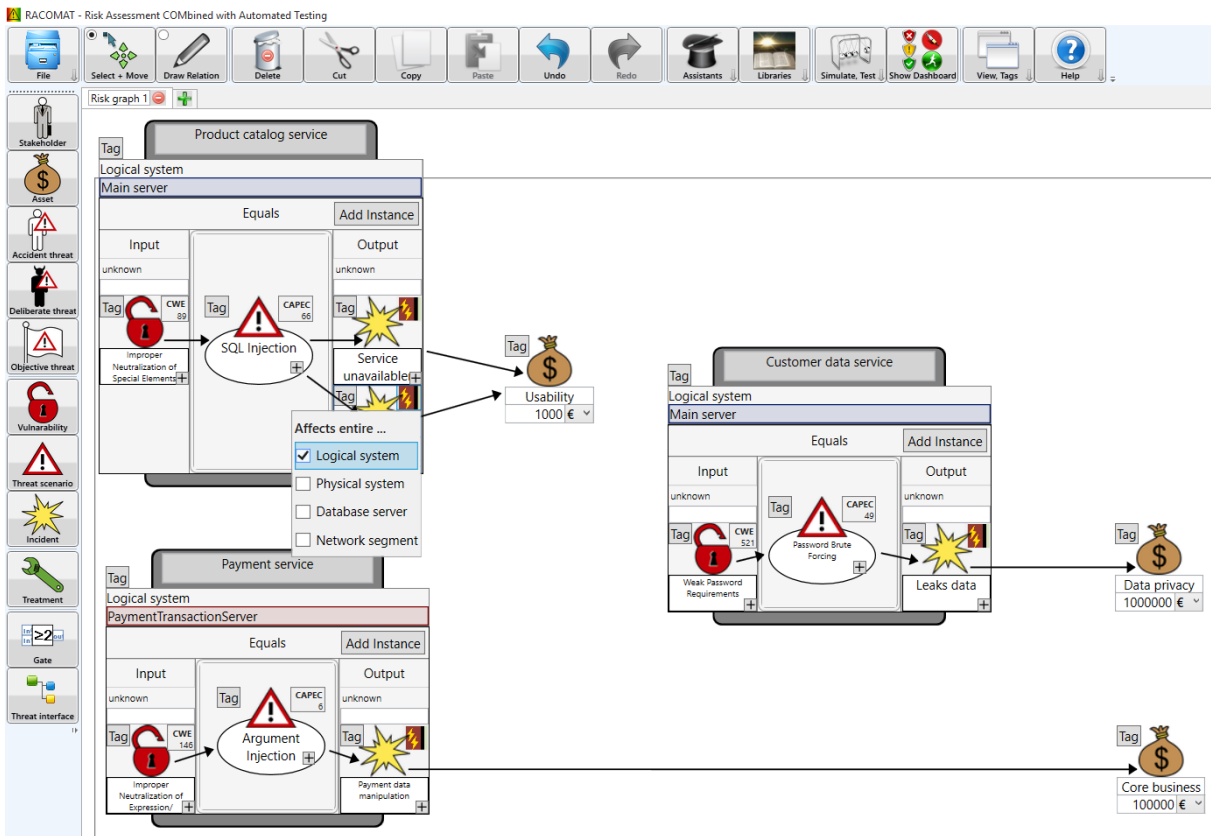 RACOMAT - Risk Assessment COMbined with Automated Testing
File
Select + Move
Draw Relation
Delete
Cut
Copy
Paste
Undo
Redo
Assistants
Libraries
Simulate, Test
Show Dashboard
View, Tags
Help
Risk graph 1
Stakeholder
Asset
Accident threat
Deliberate threat
Objective threat
Vulnarability
Threat scenario
Incident
Treatment
≥2
Gate
Threat interface
Product catalog service
Tag
Logical system
Main server
Equals
Add Instance
Input
Output
unknown
unknown
Tag
CWE
89
Tag
CAPEC
66
Tag
SQL Injection
Improper
Neutralization of
Special Elements
Service
unavailable
Tag
Affects entire ...
Logical system
Physical system
Database server
Network segment
Tag
Usability
1000 €
Payment service
Tag
Logical system
PaymentTransactionServer
Equals
Add Instance
Input
Output
unknown
unknown
Tag
CWE
146
Tag
CAPEC
6
Tag
Argument
Injection
Improper
Neutralization of
Expression/
Payment data
manipulation
Customer data service
Tag
Logical system
Main server
Equals
Add Instance
Input
Output
unknown
unknown
Tag
CWE
521
Tag
CAPEC
49
Tag
Password Brute
Forcing
Weak Password
Requirements
Leaks data
Tag
Data privacy
1000000 €
Tag
Core business
100000 €